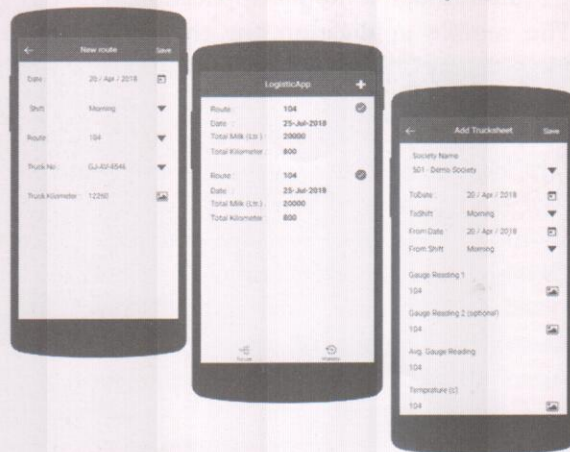 New route Save
Date : 20 / Apr / 2018
Shift Morning
Route 104
Truck No : GJ-AV-4546
Truck Kilometer : 12260
LogisticApp +
Route : 104
Date : 25-Jul-2018
Total Milk (Ltr.) : 20000
Total Kilometer : 800
Route : 104
Date : 25-Jul-2018
Total Milk (Ltr.) : 20000
Total Kilometer : 800
History
Add Trucksheet Save
Society Name
501 - Demo Society
ToDate : 20 / Apr / 2018
ToShift Morning
From Date : 20 / Apr / 2018
From Shift Morning
Gauge Reading 1
104
Gauge Reading 2 (optional)
104
Avg. Gauge Reading
104
Temprature (c)
104